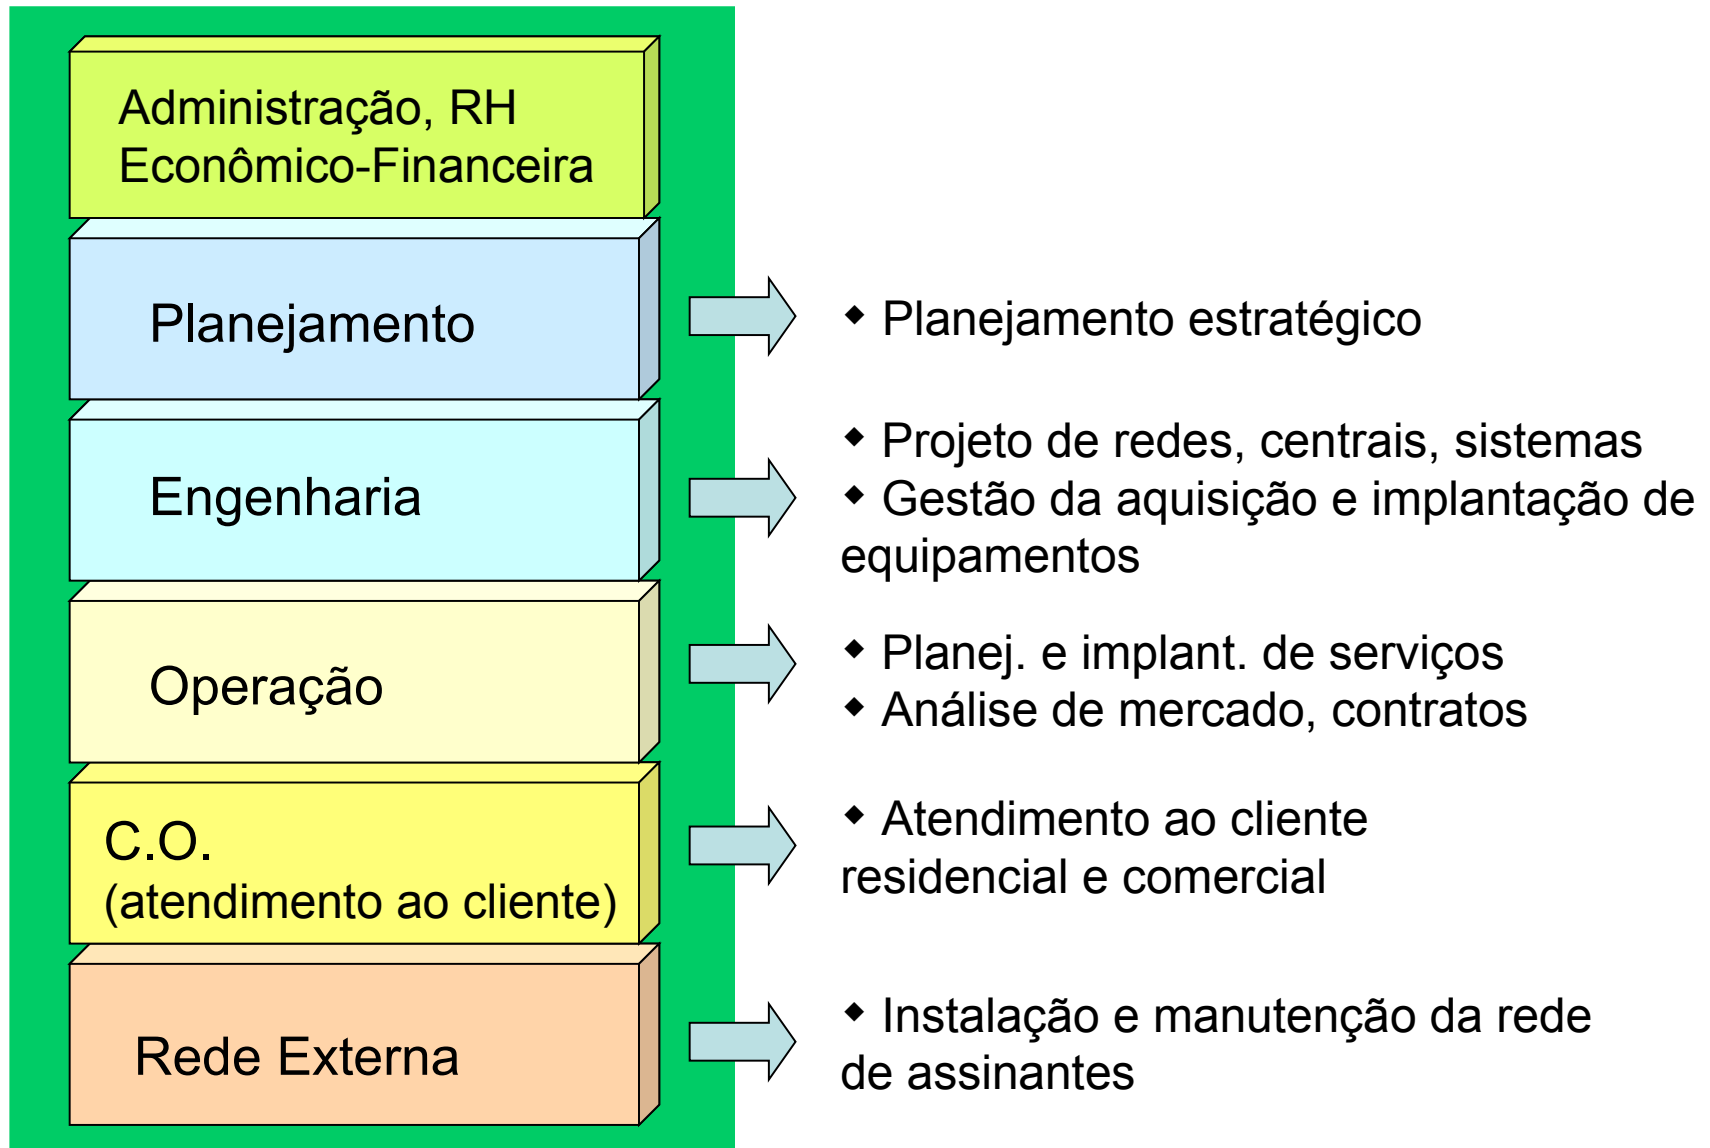 Administração, RH
Econômico-Financeira
Planejamento
◆ Planejamento estratégico
Engenharia
◆ Projeto de redes, centrais, sistemas
◆ Gestão da aquisição e implantação de
equipamentos
Operação
◆ Planej. e implant. de serviços
◆ Análise de mercado, contratos
C.O.
(atendimento ao cliente)
◆ Atendimento ao cliente
residencial e comercial
Rede Externa
◆ Instalação e manutenção da rede
de assinantes